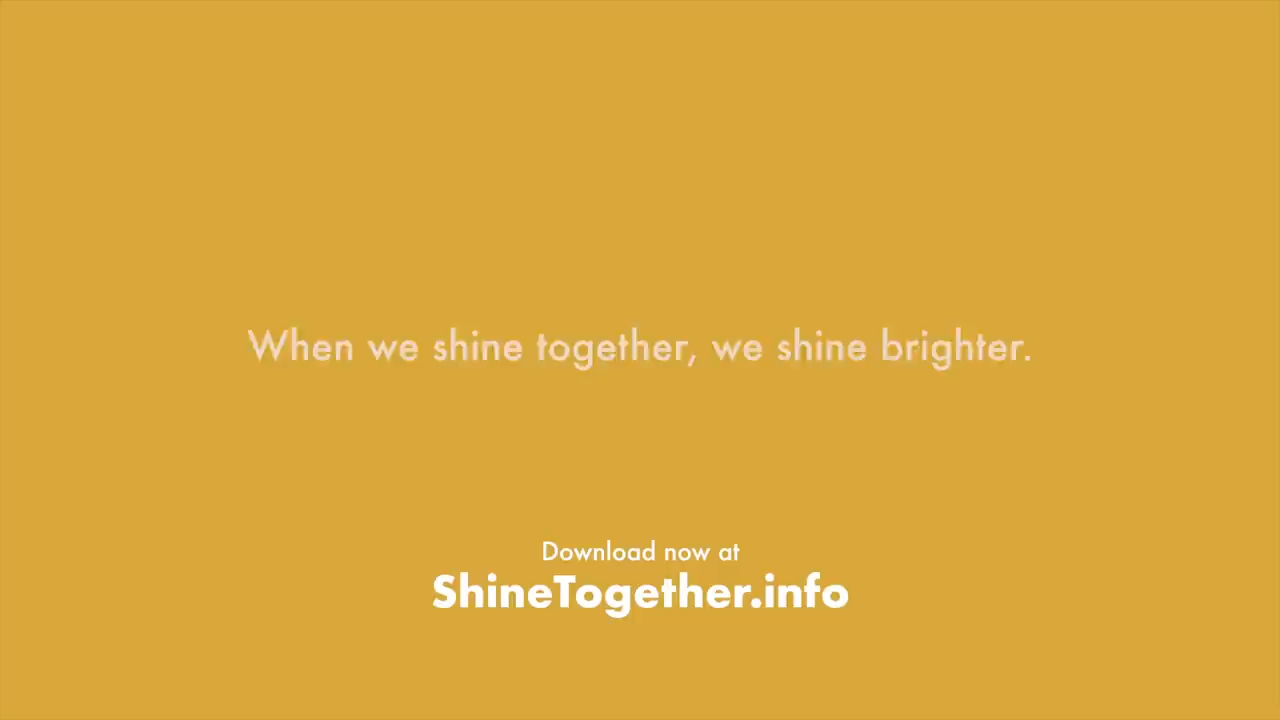 When we shine together, we shine brighter.
Download now at
ShineTogether.info